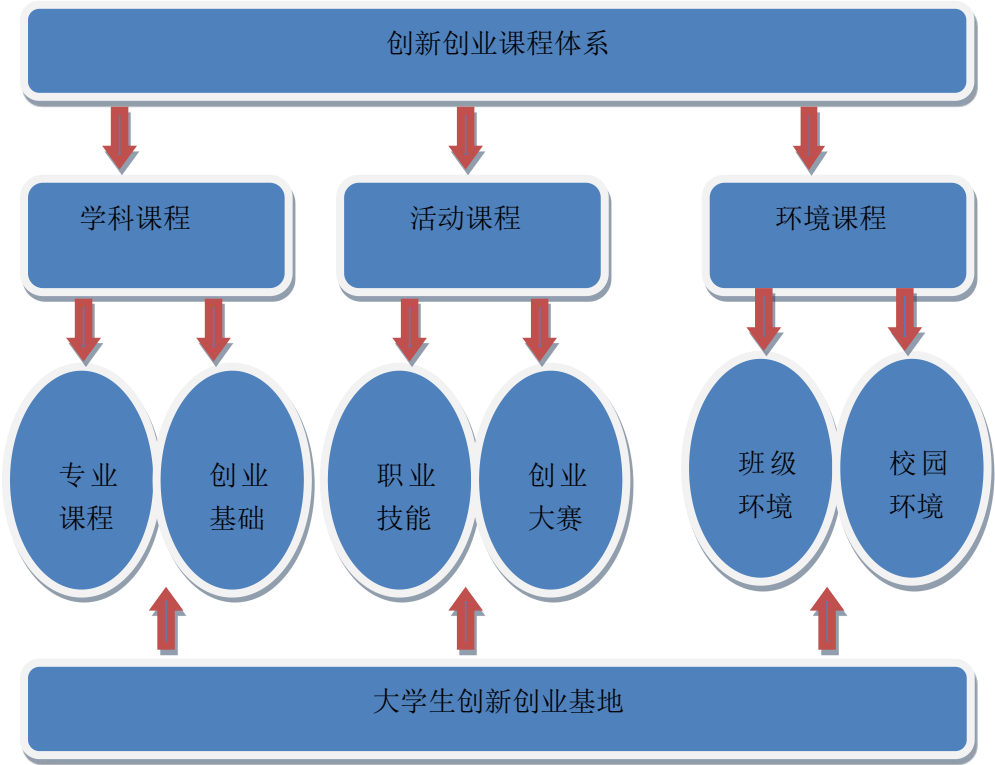 创新创业课程体系
学科课程
活动课程
环境课程
专业
课程
创业
基础
职业
技能
创业
大赛
班级
环境
校园
环境
大学生创新创业基地